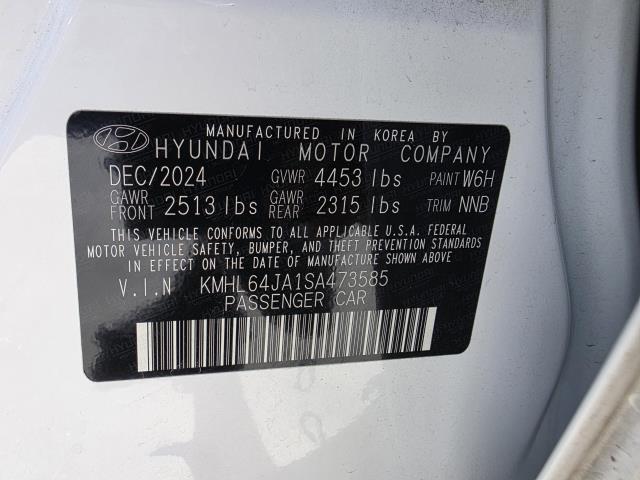 MANUFACTURED IN KOREA BY
HYUNDAI MOTOR COMPANY
DEC/2024 GVWR 4453 lbs PAINT W6H
GAWR FRONT 2513 lbs GAWR REAR 2315 lbs TRIM NNB
THIS VEHICLE CONFORMS TO ALL APPLICABLE U.S.A. FEDERAL
MOTOR VEHICLE SAFETY, BUMPER, AND THEFT PREVENTION STANDARDS
IN EFFECT ON THE DATE OF MANUFACTURE SHOWN ABOVE
V.I.N KMHL64JA1SA473585
PASSENGER CAR